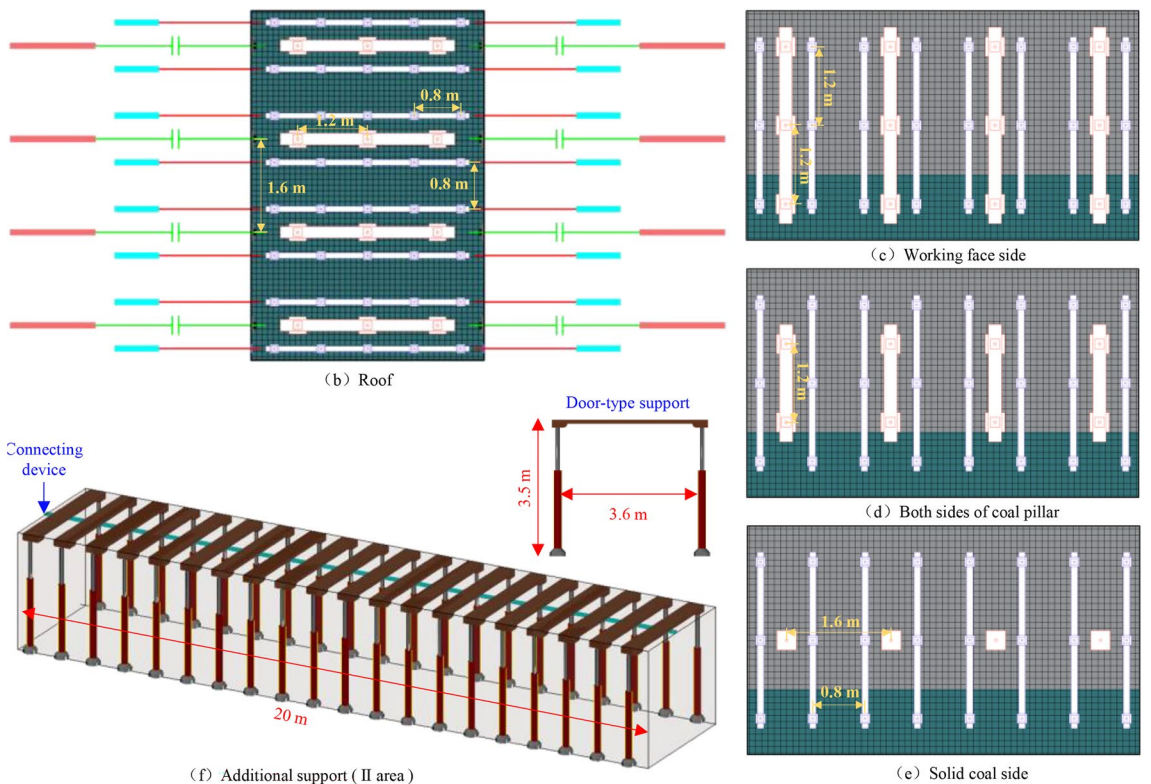 0.8 m
1.2 m
1.6 m
0.8 m
（b）Roof
1.2 m
1.2 m
（c）Working face side
1.2 m
（d）Both sides of coal pillar
1.6 m
0.8 m
（e）Solid coal side
Door-type support
3.5 m
3.6 m
Connecting
device
20 m
（f）Additional support ( II area )